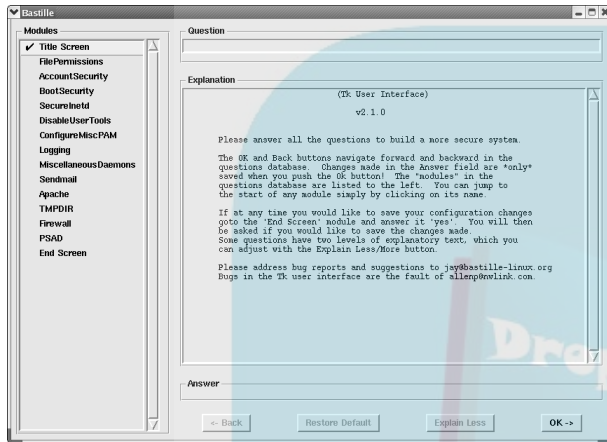 Bastille
Modules
✔ Title Screen
FilePermissions
AccountSecurity
BootSecurity
SecureInetd
DisableUserTools
ConfigureMiscPAM
Logging
MiscellaneousDaemons
Sendmail
Apache
TMPDIR
Firewall
PSAD
End Screen
Question
Explanation
(Tk User Interface)
v2.1.0
Please answer all the questions to build a more secure system.
The OK and Back buttons navigate forward and backward in the
questions database. Changes made in the Answer field are *only*
saved when you push the Ok button! The "modules" in the
questions database are listed to the left. You can jump to
the start of any module simply by clicking on its name.
If at any time you would like to save your configuration changes
goto the 'End Screen' module and answer it 'yes'. You will then
be asked if you would like to save the changes made.
Some questions have two levels of explanatory text, which you
can adjust with the Explain Less/More button.
Please address bug reports and suggestions to jay@bastille-linux.org
Bugs in the Tk user interface are the fault of allenp@nwlink.com.
Answer
<- Back
Restore Default
Explain Less
OK ->